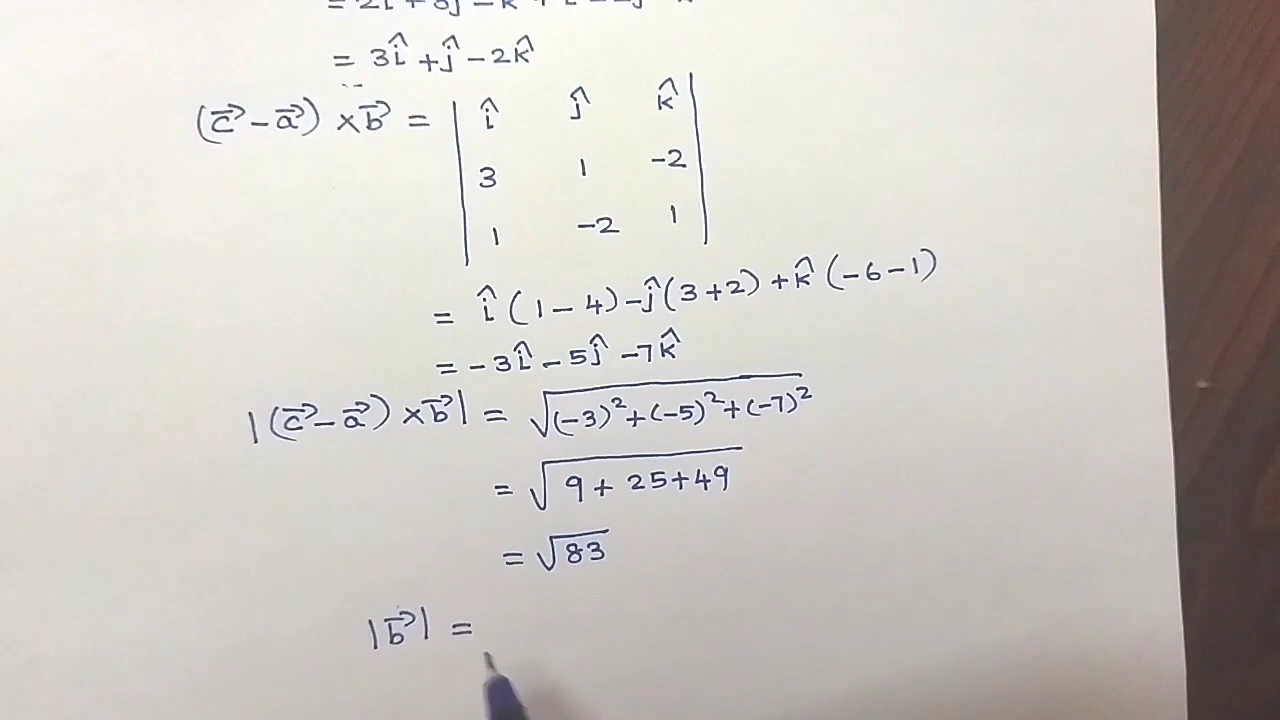 = 3î + ĵ - 2k̂
(c⃗ - a⃗) × b⃗ = | î ĵ k̂ |
3 1 -2
1 -2 1
= î (1 - 4) - ĵ (3 + 2) + k̂ (-6 - 1)
= -3î - 5ĵ - 7k̂
|(c⃗ - a⃗) × b⃗| = √((-3)² + (-5)² + (-7)²)
= √(9 + 25 + 49)
= √83
|b⃗| =